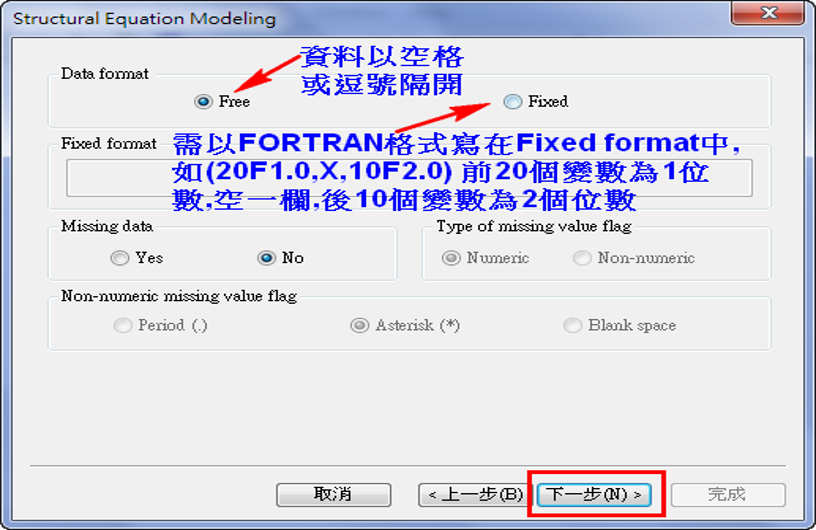 Structural Equation Modeling
資料以空格
Data format
或逗號隔開
Free
Fixed
Fixed format
需以FORTRAN格式寫在Fixed format中,
如(20F1.0,X,10F2.0) 前20個變數為1位
數,空一欄,後10個變數為2個位數
Missing data
Type of missing value flag
Yes
No
Numeric
Non-numeric
Non-numeric missing value flag
Period (.)
Asterisk (*)
Blank space
取消
< 上一步(B)
下一步(N) >
完成